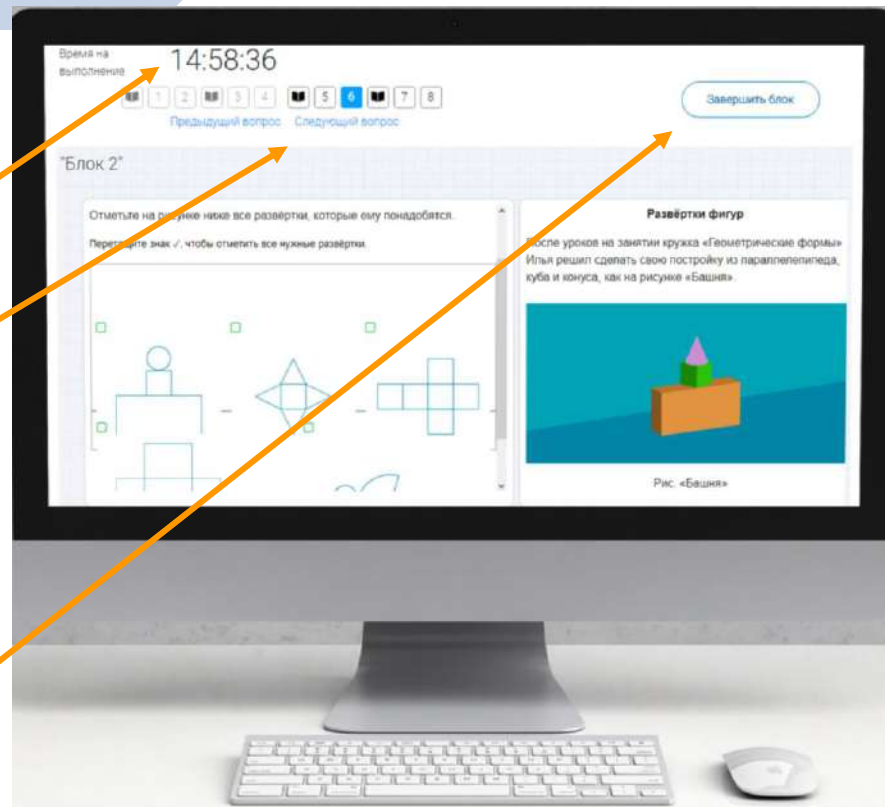 Время на
выполнение
14:58:36
1 2 3 4 5 6 7 8
Предыдущий вопрос Следующий вопрос
Завершить блок
"Блок 2"
Отметьте на рисунке ниже все развёртки, которые ему понадобятся.
Перетащите знак ✓, чтобы отметить все нужные развёртки.
Развёртки фигур
После уроков на занятии кружка «Геометрические формы»
Илья решил сделать свою постройку из параллелепипеда,
куба и конуса, как на рисунке «Башня».
Рис. «Башня»